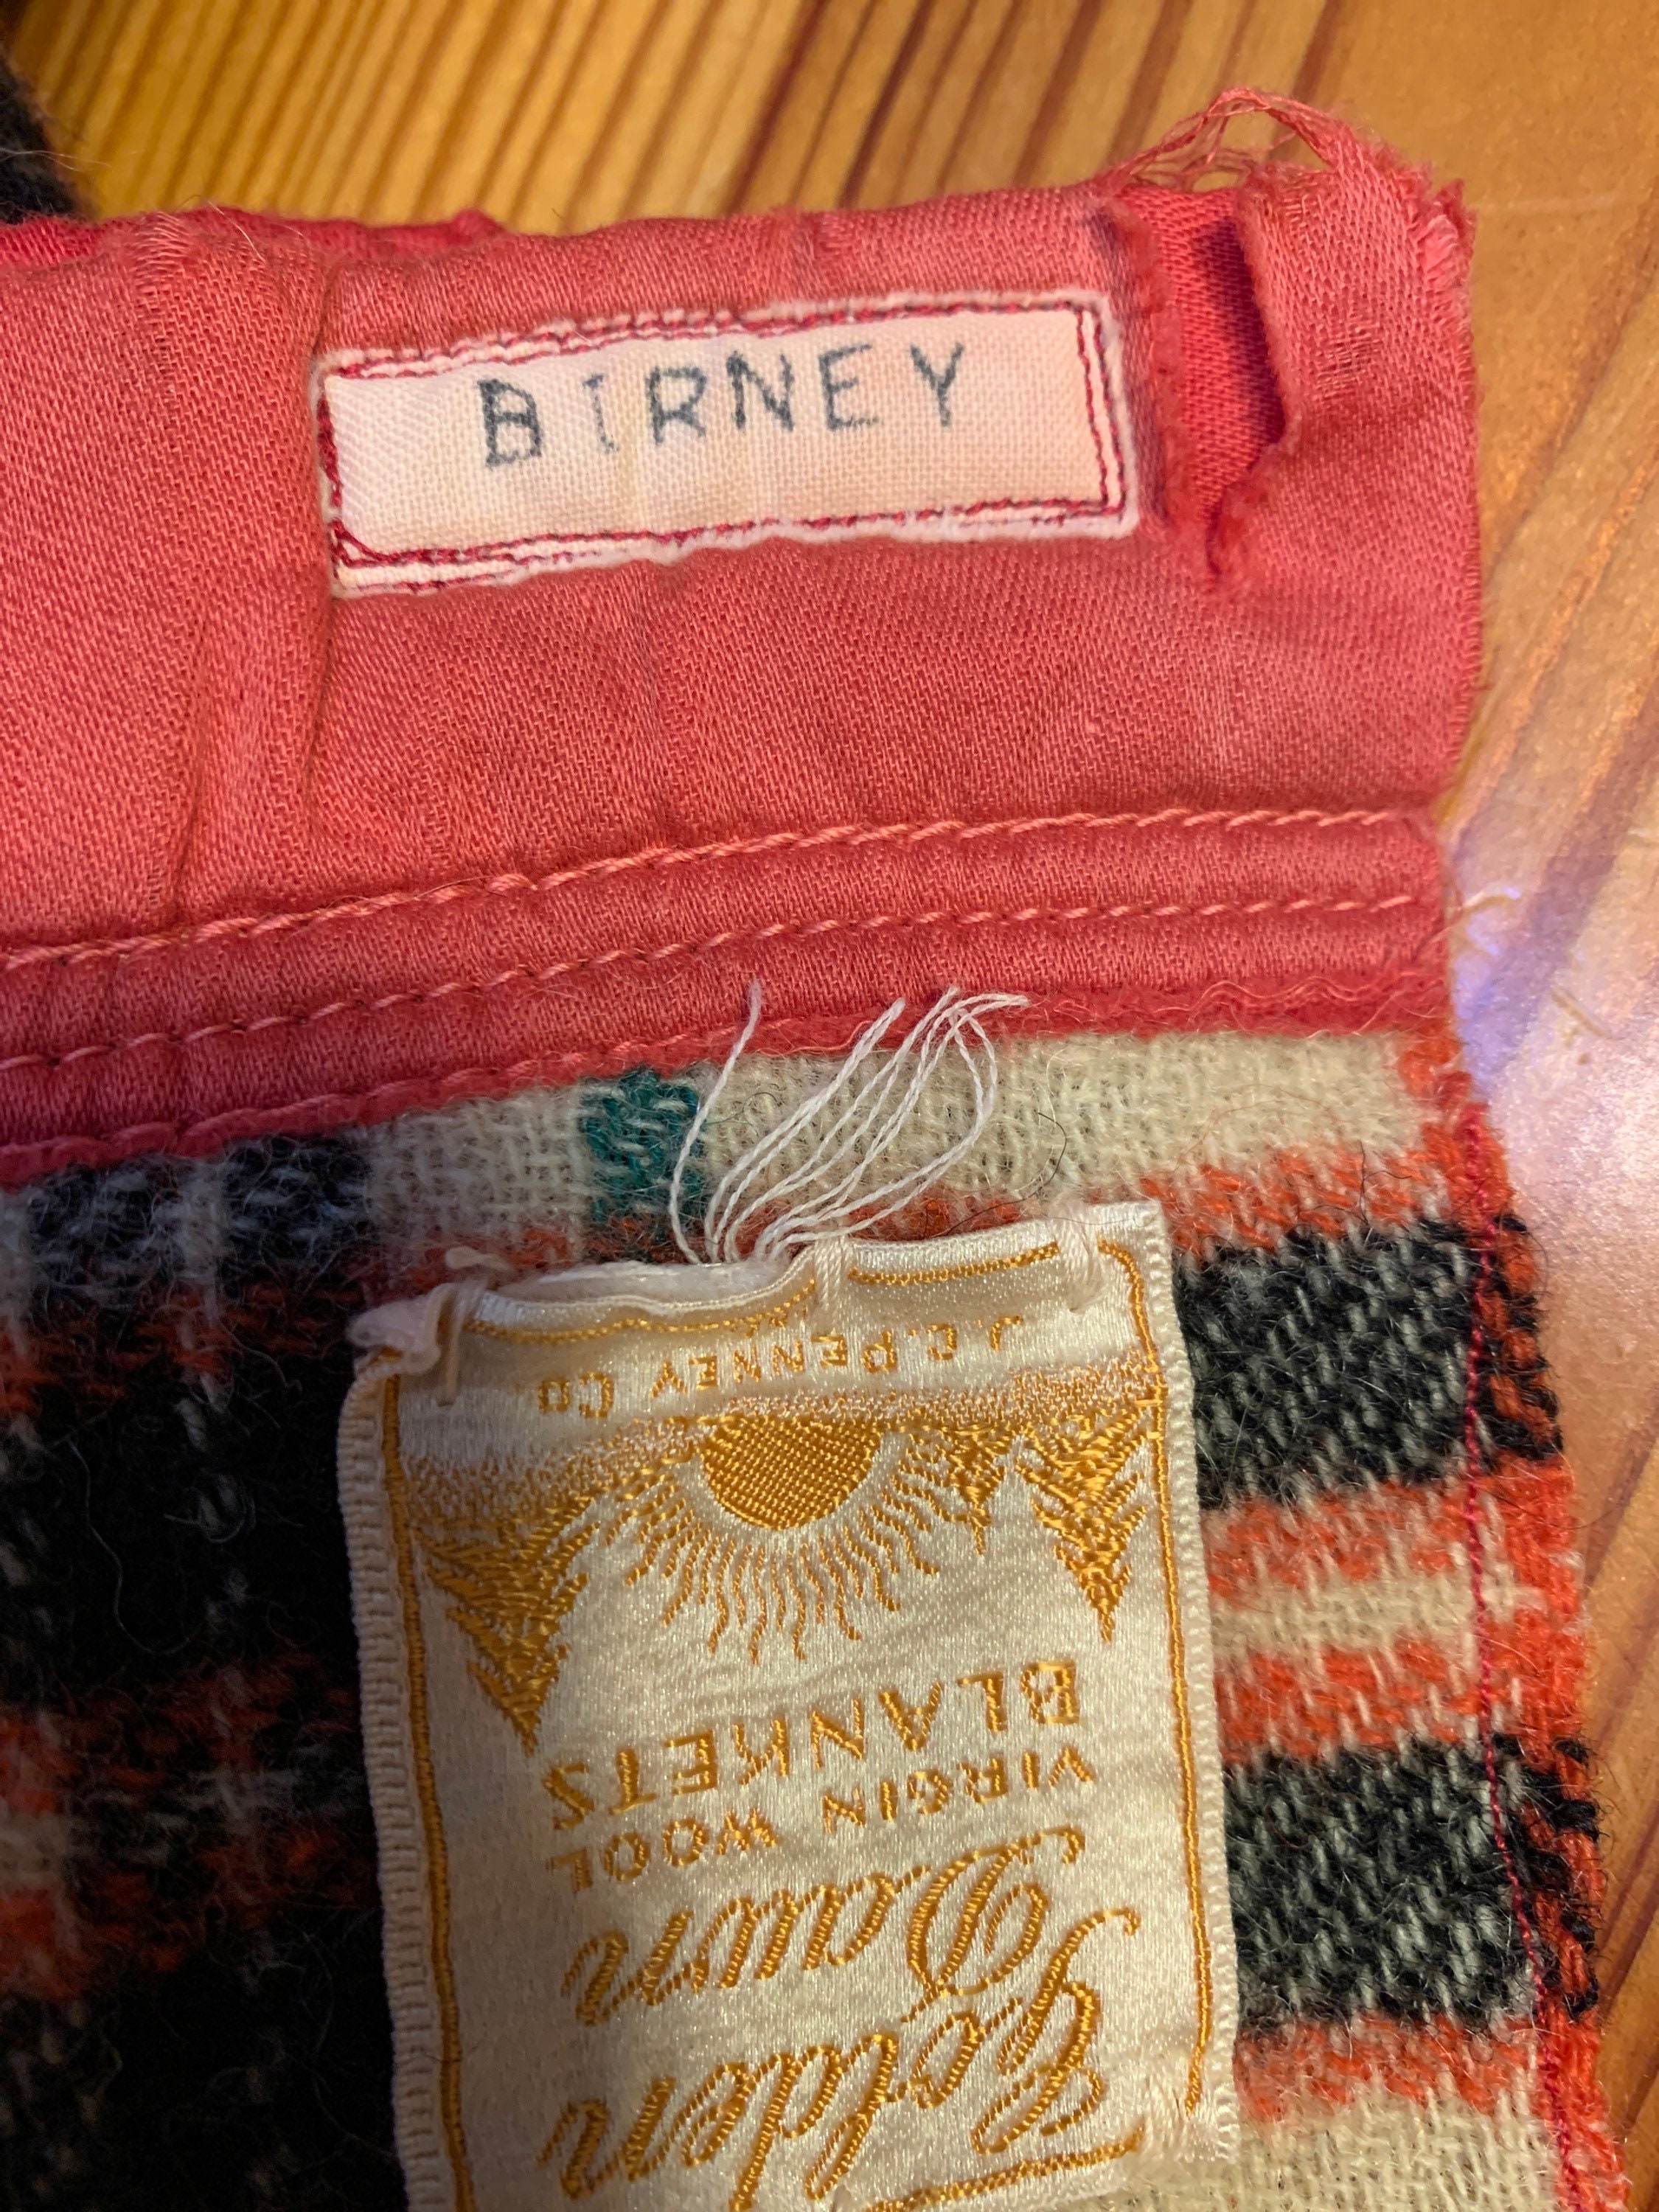 BIRNEY
Golden
Dawn
VIRGIN WOOL
BLANKETS
J.C. PENNEY CO